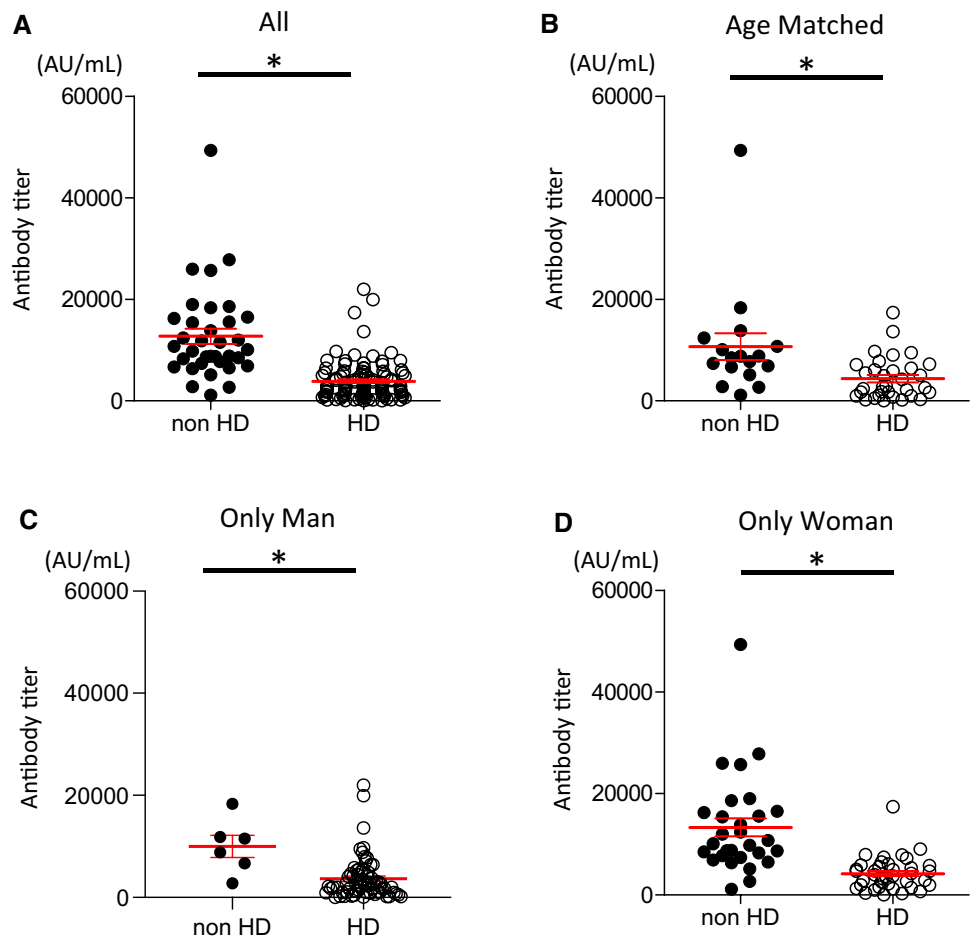 A
All
(AU/mL)
*
60000
40000
20000
0
Antibody titer
non HD
HD
B
Age Matched
(AU/mL)
*
60000
40000
20000
0
Antibody titer
non HD
HD
C
Only Man
(AU/mL)
*
60000
40000
20000
0
Antibody titer
non HD
HD
D
Only Woman
(AU/mL)
*
60000
40000
20000
0
Antibody titer
non HD
HD